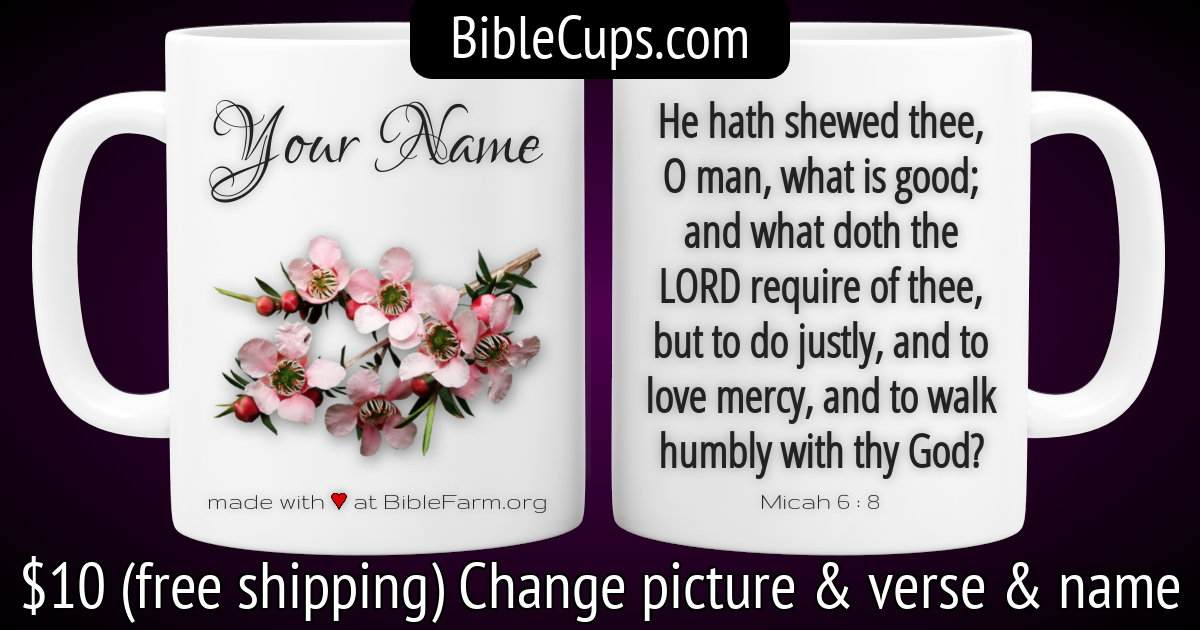 BibleCups.com
Your Name
made with ♥ at BibleFarm.org
He hath shewed thee,
O man, what is good;
and what doth the
LORD require of thee,
but to do justly, and to
love mercy, and to walk
humbly with thy God?
Micah 6 : 8
$10 (free shipping) Change picture & verse & name